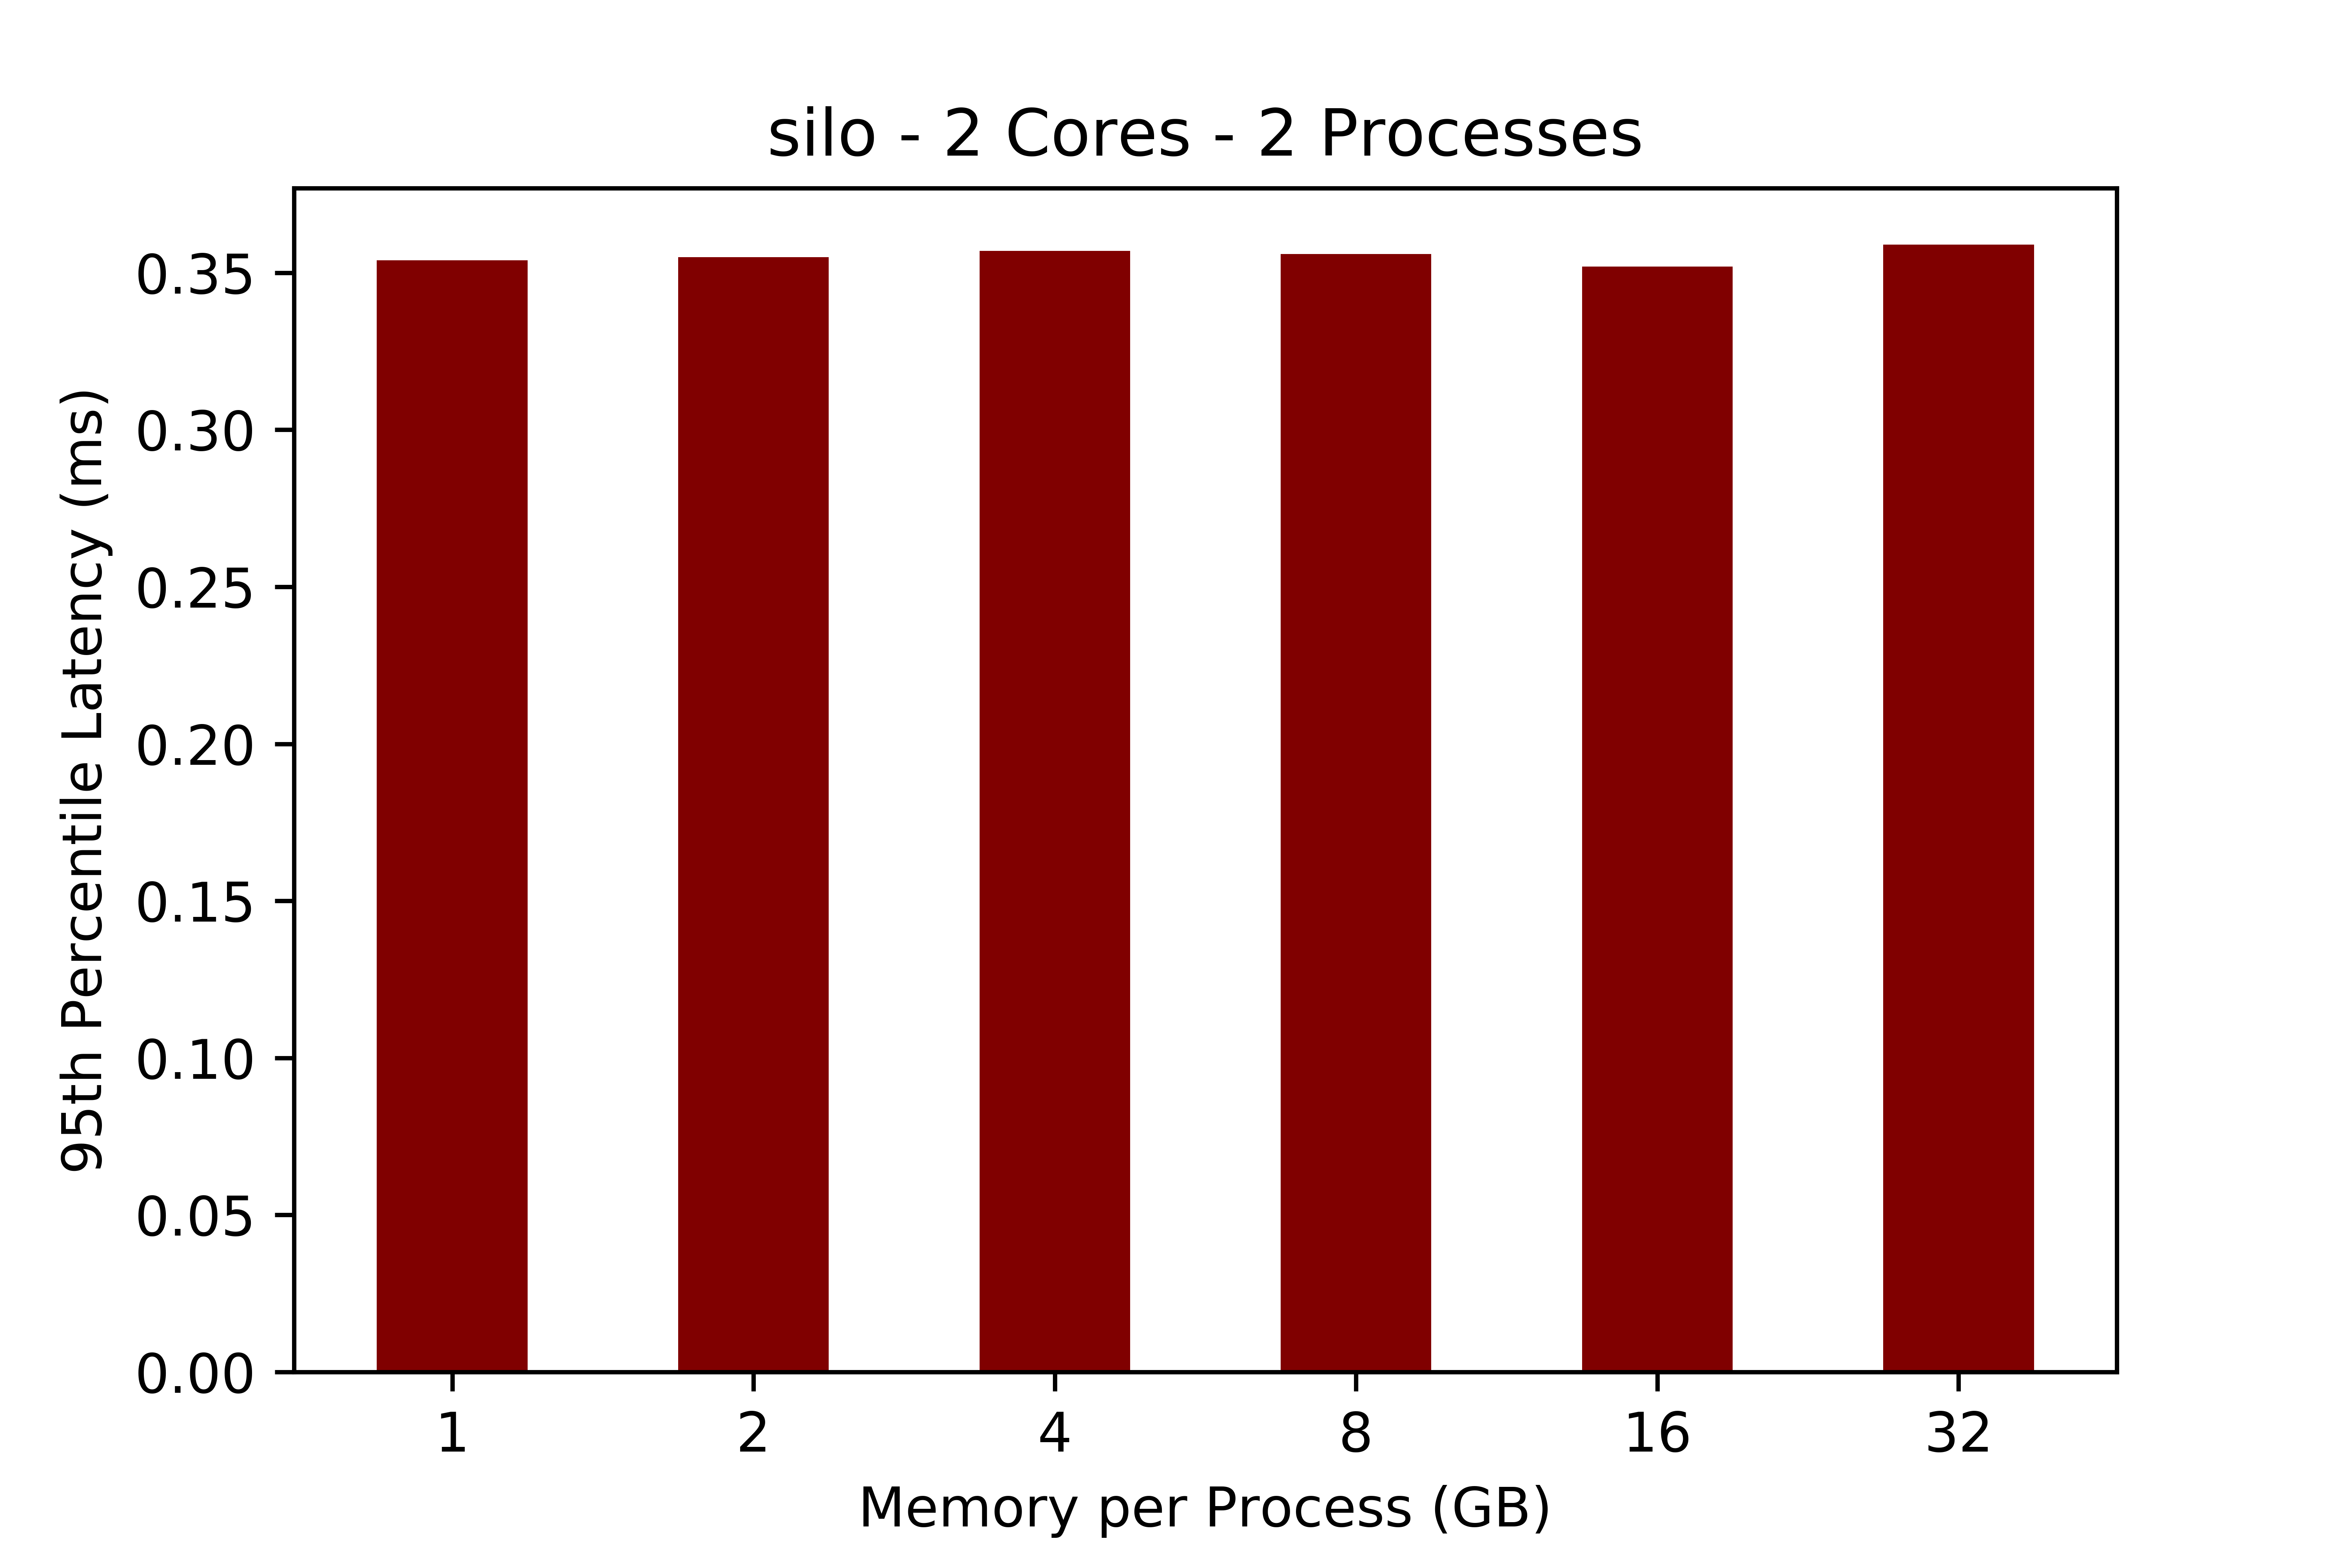 silo - 2 Cores - 2 Processes
95th Percentile Latency (ms)
0.35
0.30
0.25
0.20
0.15
0.10
0.05
0.00
1 2 4 8 16 32
Memory per Process (GB)